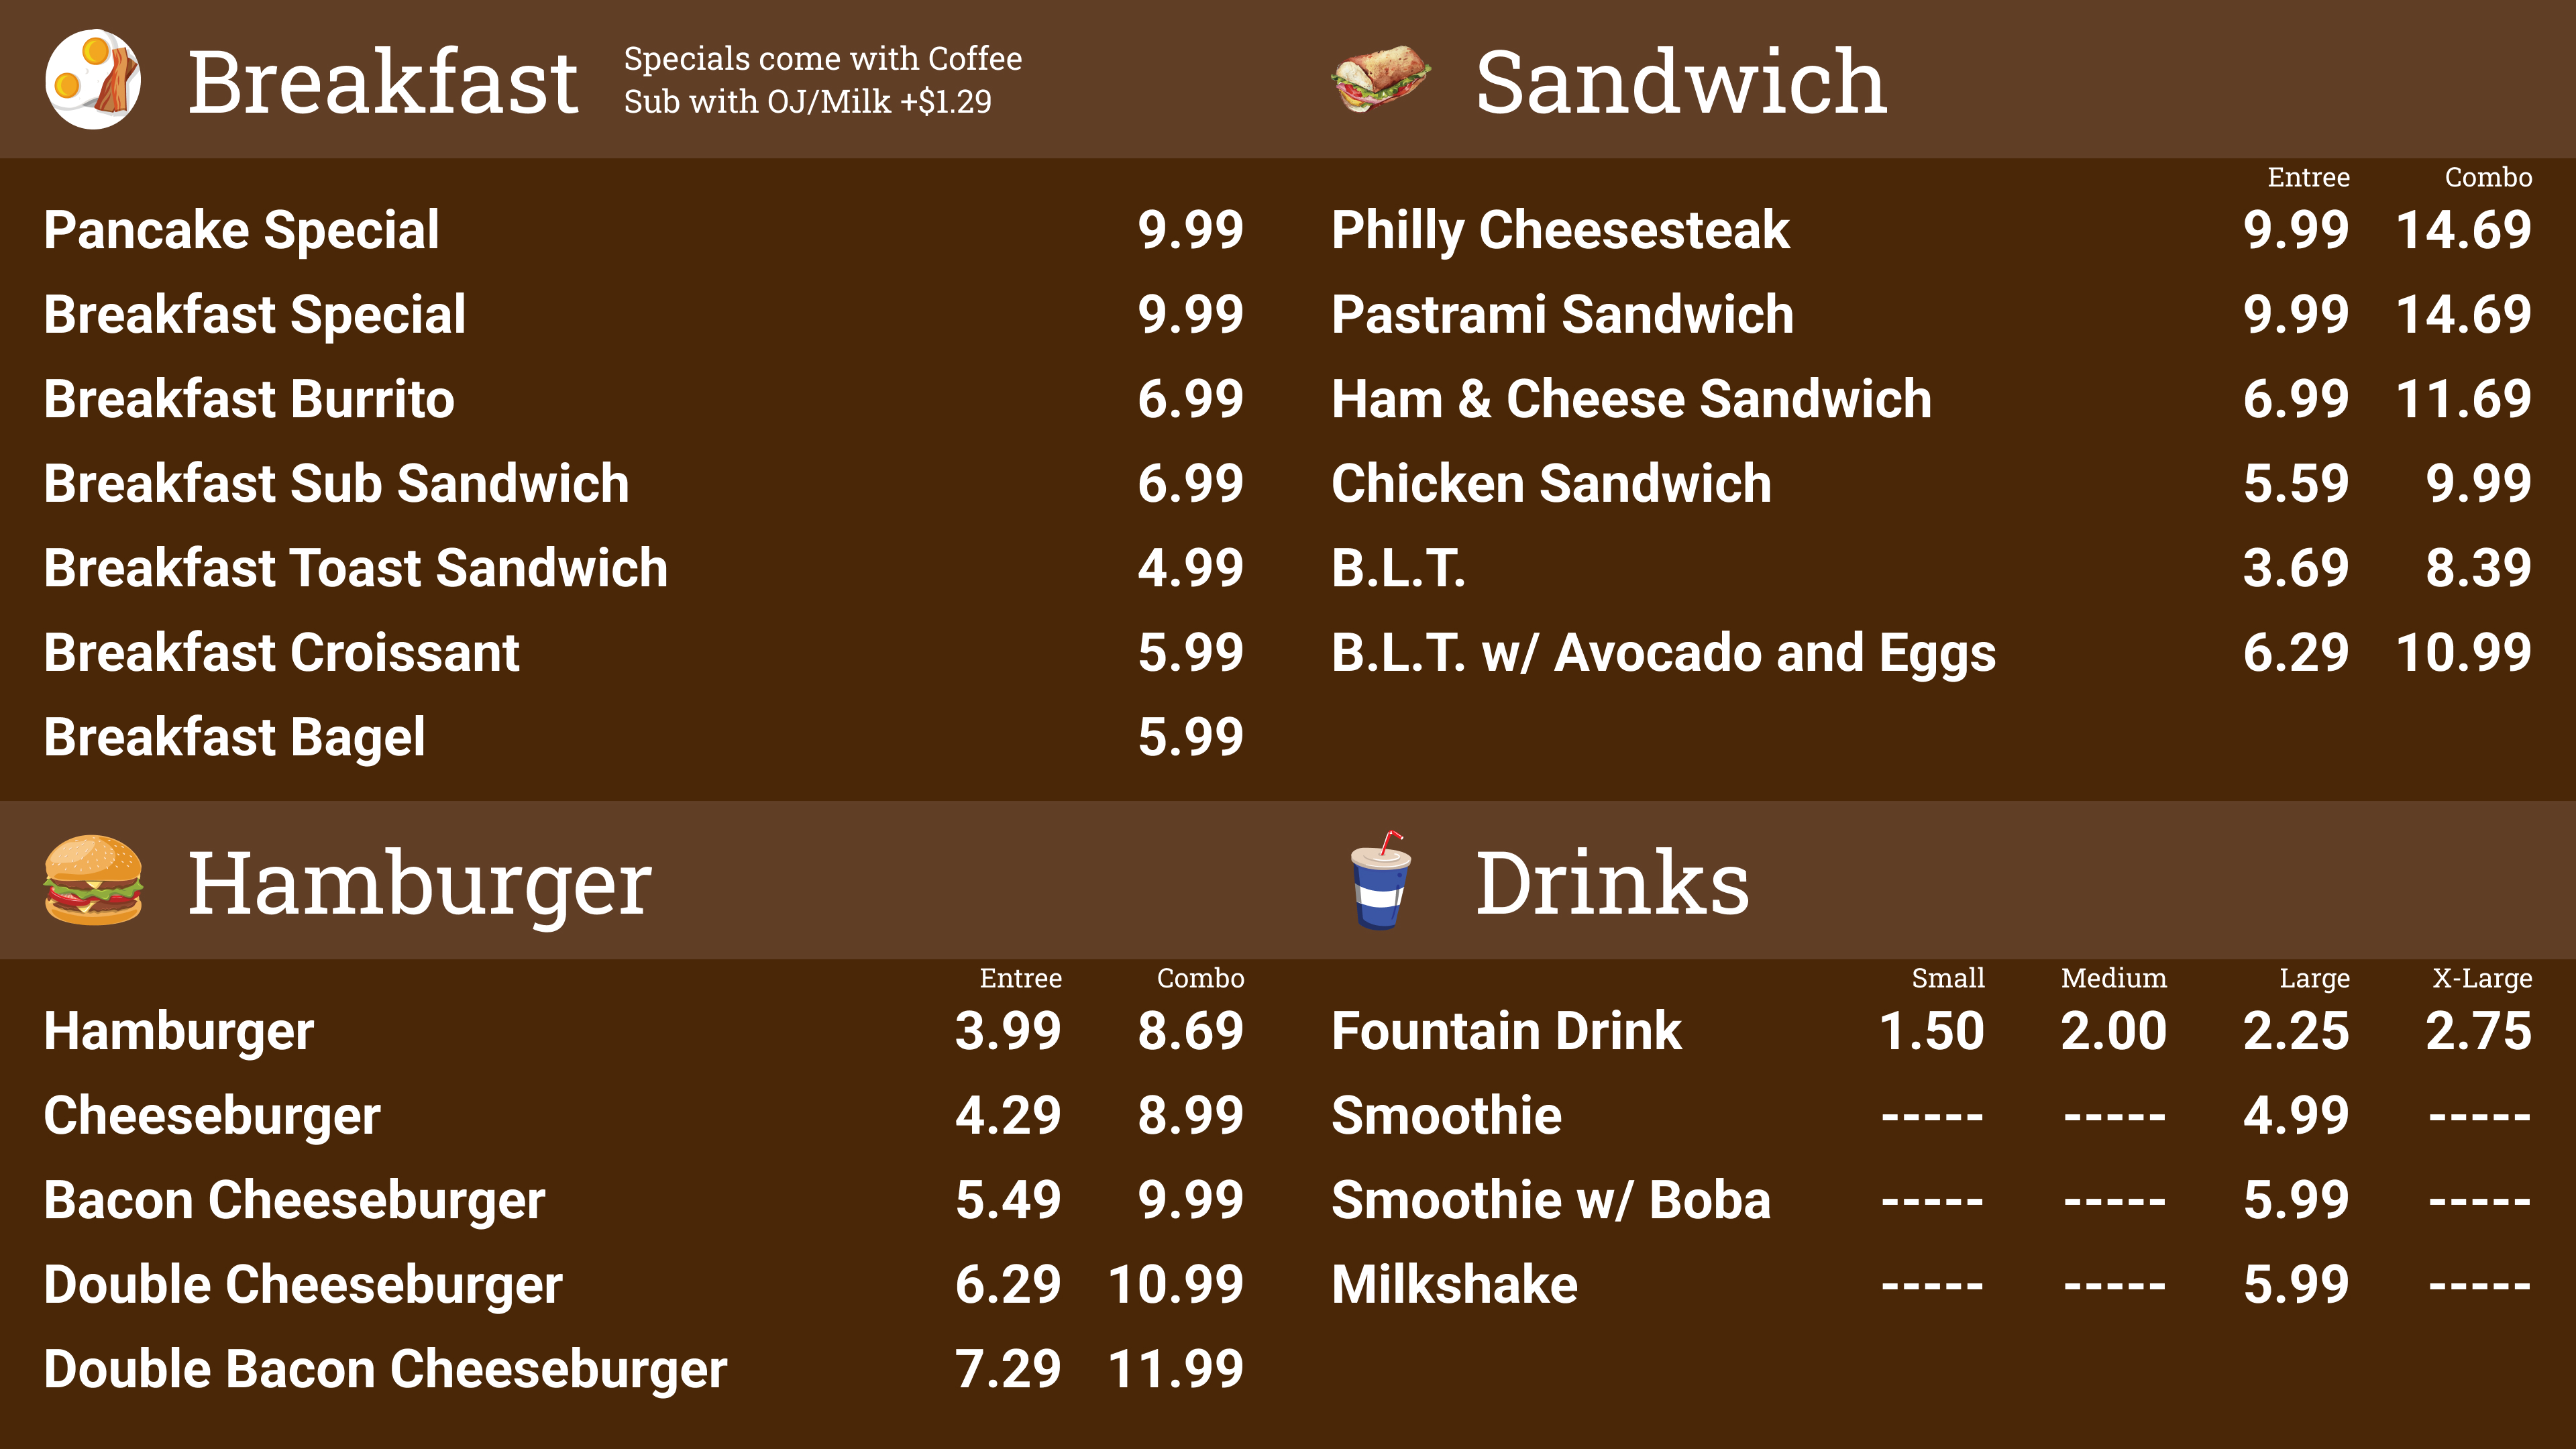 Breakfast
Specials come with Coffee
Sub with OJ/Milk +$1.29
Pancake Special 9.99
Breakfast Special 9.99
Breakfast Burrito 6.99
Breakfast Sub Sandwich 6.99
Breakfast Toast Sandwich 4.99
Breakfast Croissant 5.99
Breakfast Bagel 5.99
Sandwich
Entree Combo
Philly Cheesesteak 9.99 14.69
Pastrami Sandwich 9.99 14.69
Ham & Cheese Sandwich 6.99 11.69
Chicken Sandwich 5.59 9.99
B.L.T. 3.69 8.39
B.L.T. w/ Avocado and Eggs 6.29 10.99
Hamburger
Entree Combo
Hamburger 3.99 8.69
Cheeseburger 4.29 8.99
Bacon Cheeseburger 5.49 9.99
Double Cheeseburger 6.29 10.99
Double Bacon Cheeseburger 7.29 11.99
Drinks
Small Medium Large X-Large
Fountain Drink 1.50 2.00 2.25 2.75
Smoothie ----- ----- 4.99 -----
Smoothie w/ Boba ----- ----- 5.99 -----
Milkshake ----- ----- 5.99 -----